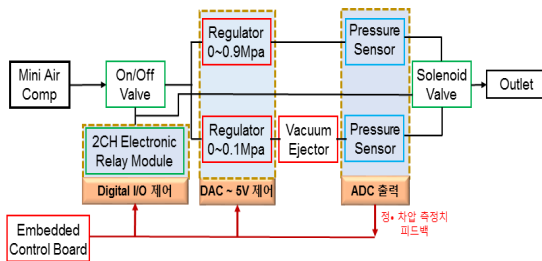 Mini Air
Comp
On/Off
Valve
Regulator
0~0.9Mpa
Pressure
Sensor
Solenoid
Valve
Outlet
2CH Electronic
Relay Module
Regulator
0~0.1Mpa
Vacuum
Ejector
Pressure
Sensor
Digital I/O 제어
DAC ~ 5V 제어
ADC 출력
Embedded
Control Board
정• 차압 측정치
피드백